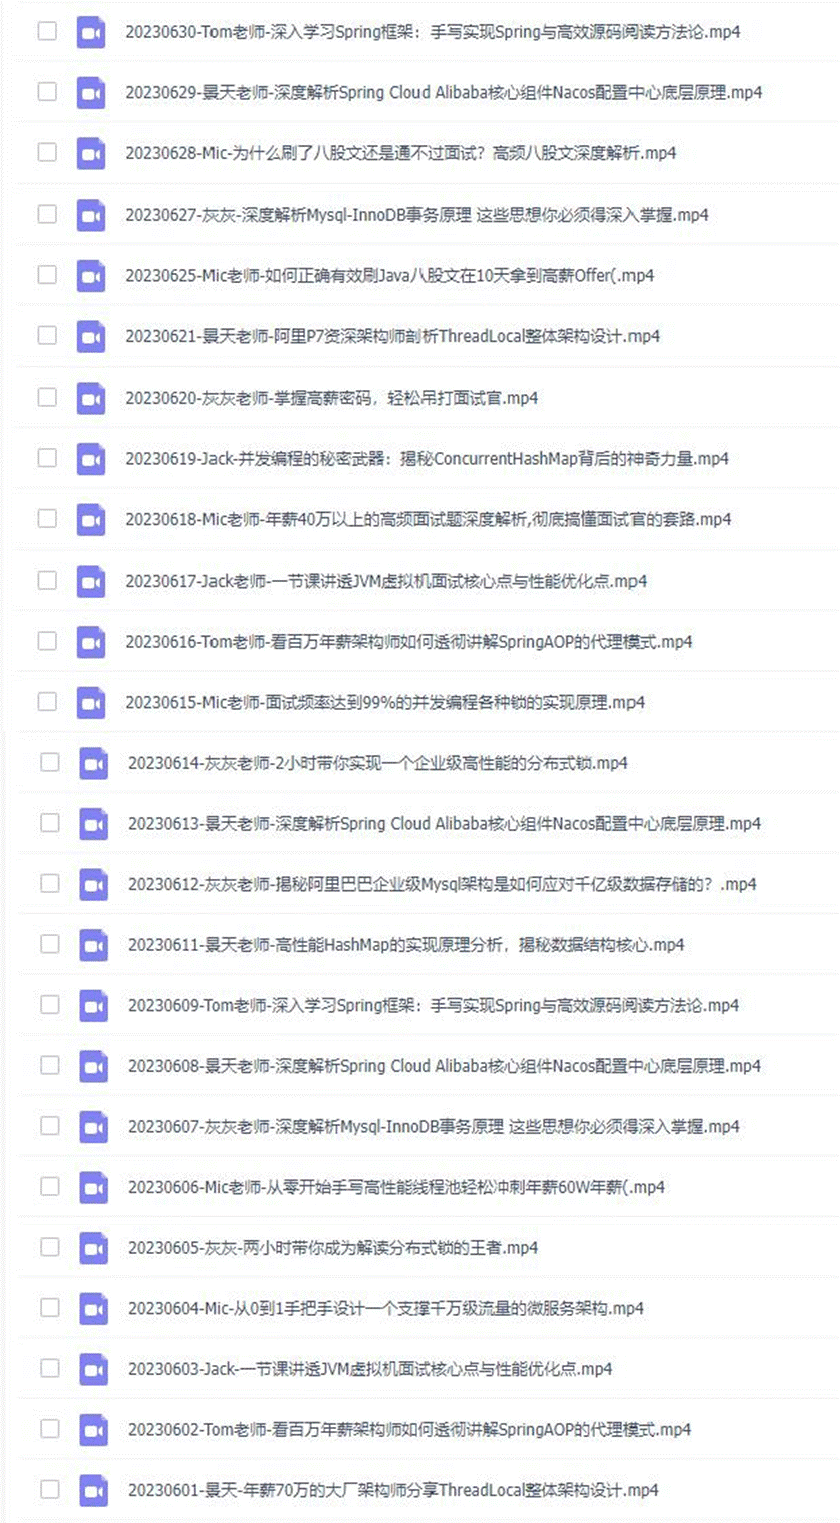 20230630-Tom老师-深入学习Spring框架：手写实现Spring与高效源码阅读方法论.mp4
20230629-景天老师-深度解析Spring Cloud Alibaba核心组件Nacos配置中心底层原理.mp4
20230628-Mic-为什么刷了八股文还是通不过面试？高频八股文深度解析.mp4
20230627-灰灰-深度解析Mysql-InnoDB事务原理 这些思想你必须得深入掌握.mp4
20230625-Mic老师-如何正确有效刷Java八股文在10天拿到高薪Offer(.mp4
20230621-景天老师-阿里P7资深架构师剖析ThreadLocal整体架构设计.mp4
20230620-灰灰老师-掌握高薪密码，轻松吊打面试官.mp4
20230619-Jack-并发编程的秘密武器：揭秘ConcurrentHashMap背后的神奇力量.mp4
20230618-Mic老师-年薪40万以上的高频面试题深度解析,彻底搞懂面试官的套路.mp4
20230617-Jack老师-一节课讲透JVM虚拟机面试核心点与性能优化点.mp4
20230616-Tom老师-看百万年薪架构师如何透彻讲解SpringAOP的代理模式.mp4
20230615-Mic老师-面试频率达到99%的并发编程各种锁的实现原理.mp4
20230614-灰灰老师-2小时带你实现一个企业级高性能的分布式锁.mp4
20230613-景天老师-深度解析Spring Cloud Alibaba核心组件Nacos配置中心底层原理.mp4
20230612-灰灰老师-揭秘阿里巴巴企业级Mysql架构是如何应对千亿级数据存储的？.mp4
20230611-景天老师-高性能HashMap的实现原理分析，揭秘数据结构核心.mp4
20230609-Tom老师-深入学习Spring框架：手写实现Spring与高效源码阅读方法论.mp4
20230608-景天老师-深度解析Spring Cloud Alibaba核心组件Nacos配置中心底层原理.mp4
20230607-灰灰老师-深度解析Mysql-InnoDB事务原理 这些思想你必须得深入掌握.mp4
20230606-Mic老师-从零开始手写高性能线程池轻松冲刺年薪60W年薪(.mp4
20230605-灰灰-两小时带你成为解读分布式锁的王者.mp4
20230604-Mic-从0到1手把手设计一个支撑千万级流量的微服务架构.mp4
20230603-Jack-一节课讲透JVM虚拟机面试核心点与性能优化点.mp4
20230602-Tom老师-看百万年薪架构师如何透彻讲解SpringAOP的代理模式.mp4
20230601-景天-年薪70万的大厂架构师分享ThreadLocal整体架构设计.mp4